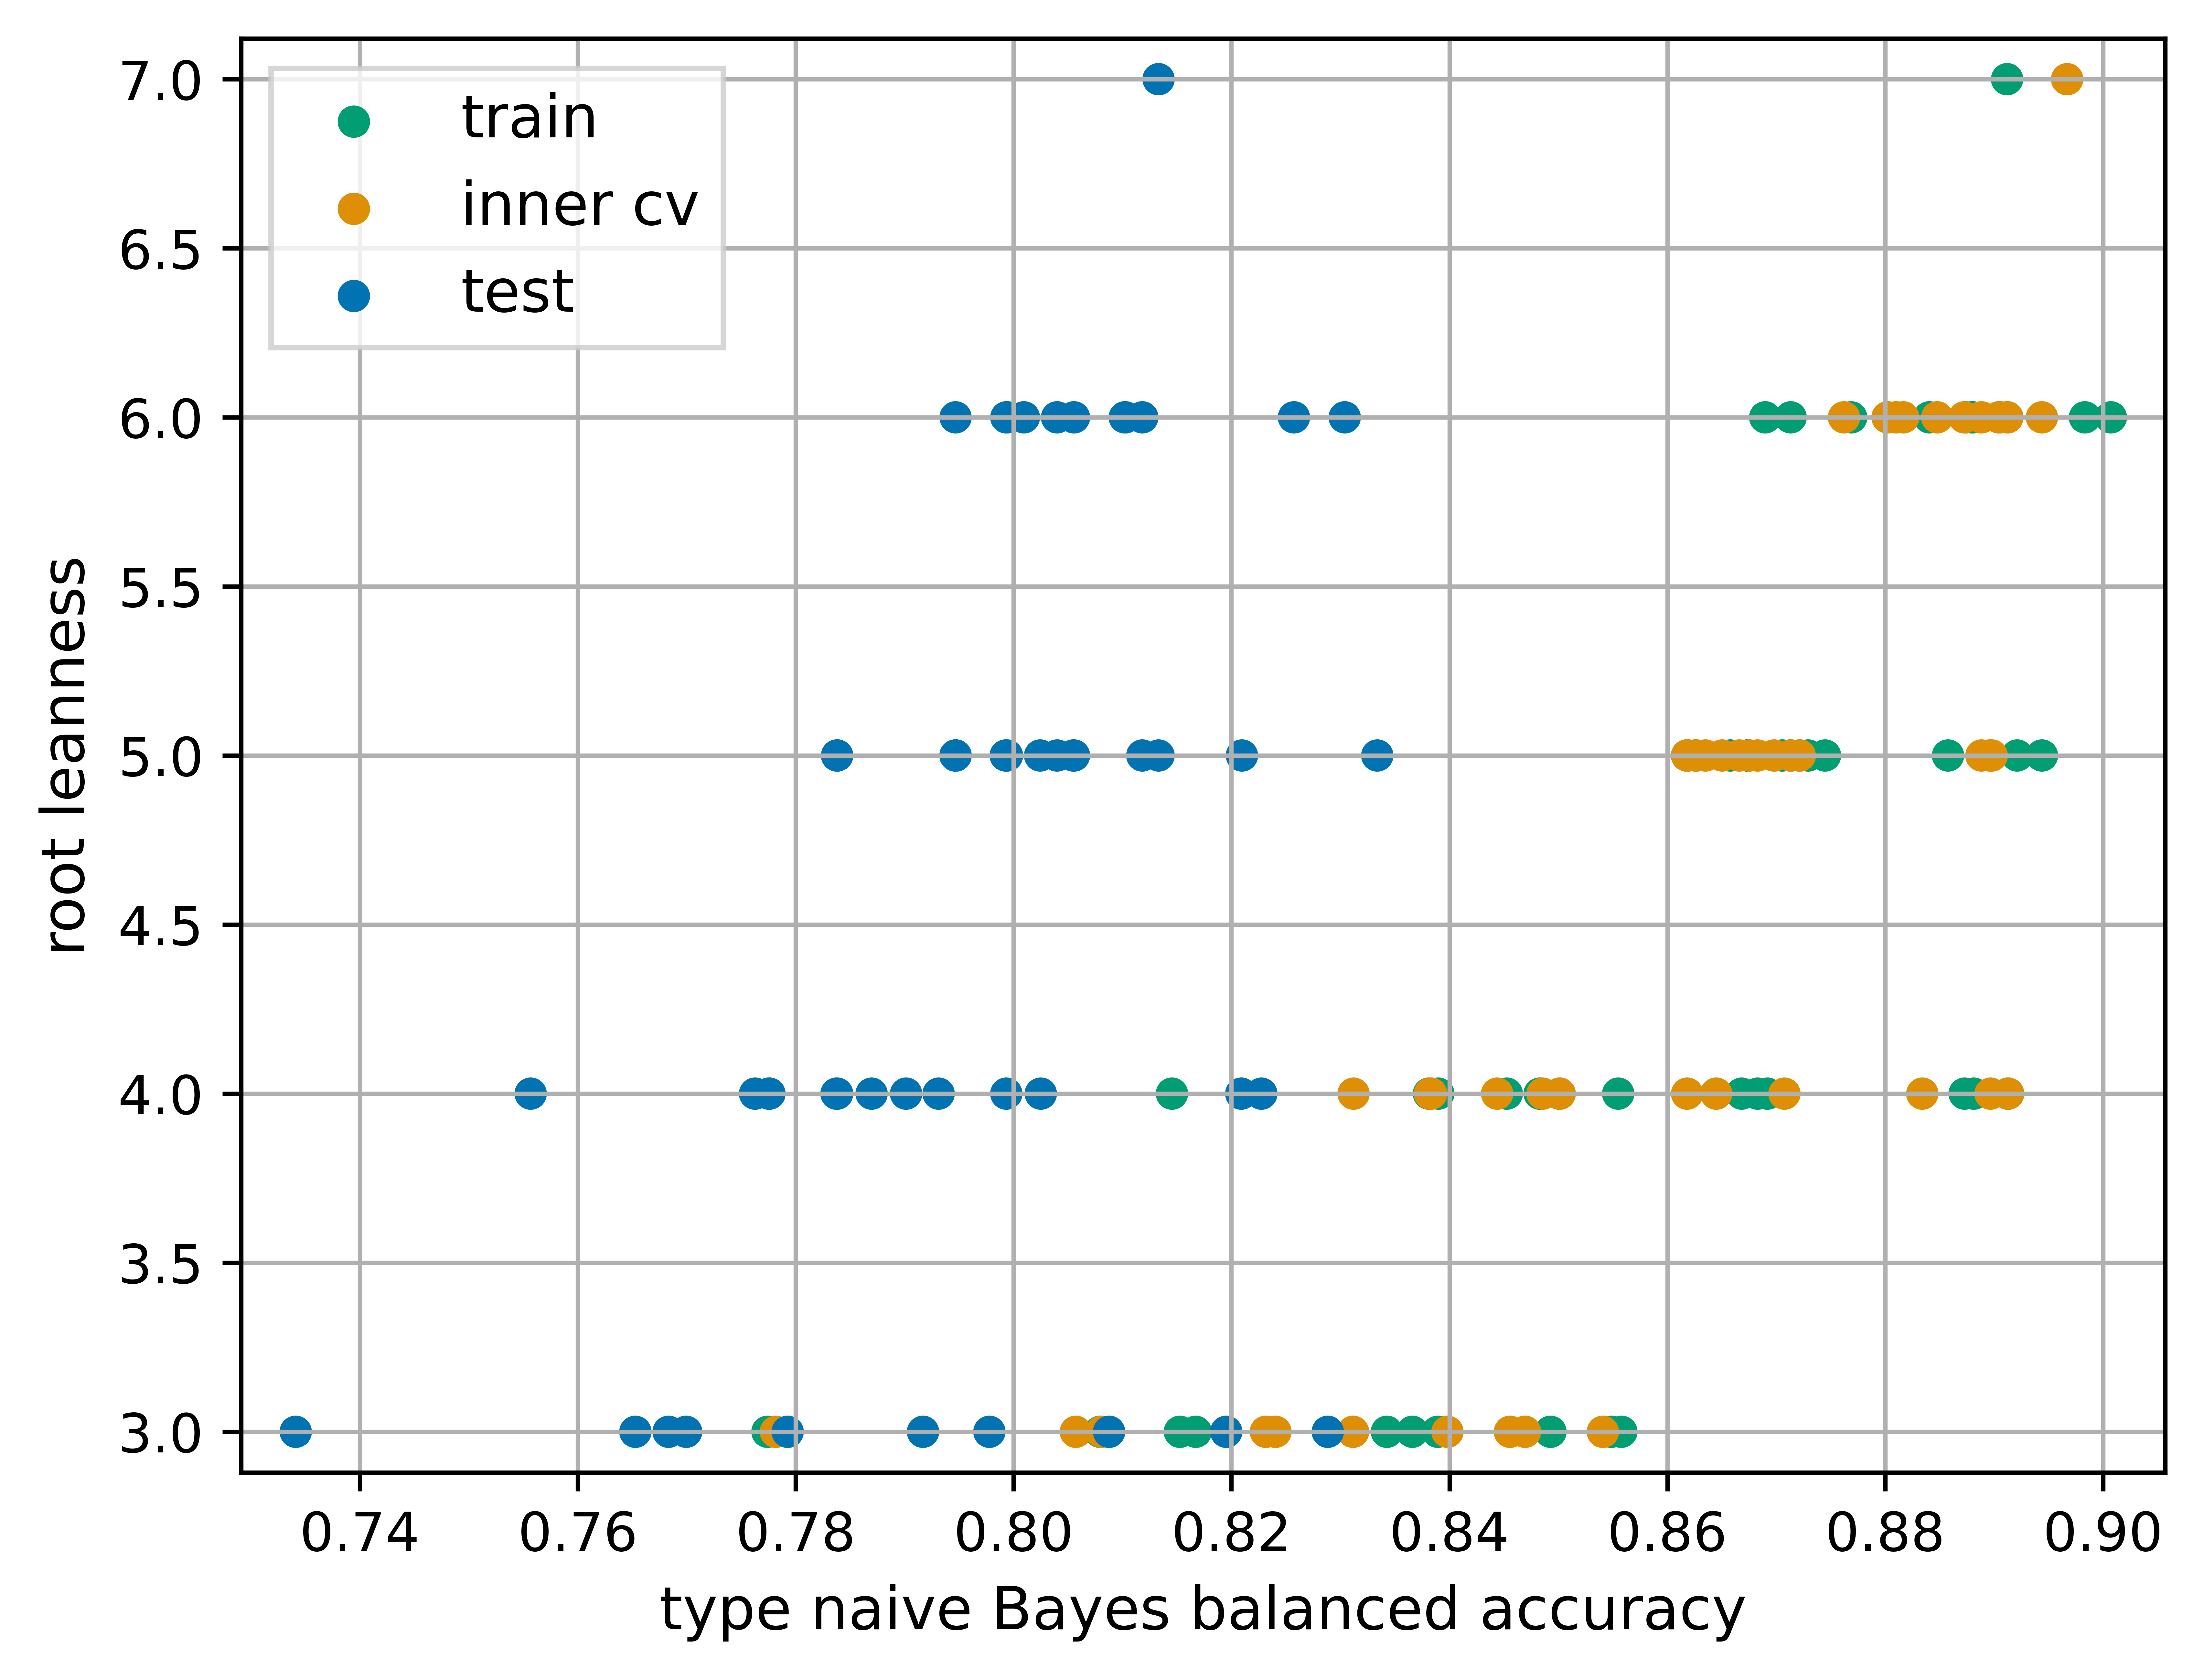 7.0
6.5
6.0
5.5
5.0
4.5
4.0
3.5
3.0
root leanness
train
inner cv
test
0.74 0.76 0.78 0.80 0.82 0.84 0.86 0.88 0.90
type naive Bayes balanced accuracy